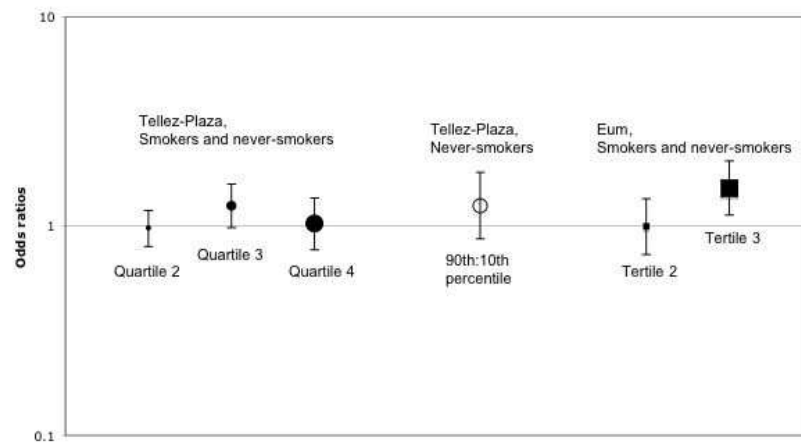 10
Tellez-Plaza,
Smokers and never-smokers
Tellez-Plaza,
Never-smokers
Eum,
Smokers and never-smokers
Odds ratios
1
Quartile 2
Quartile 3
Quartile 4
90th:10th
percentile
Tertile 2
Tertile 3
0.1